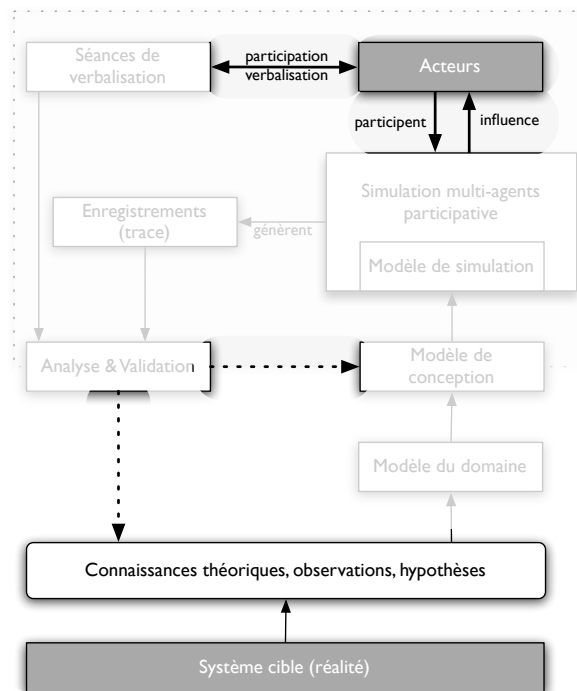 Séances de
verbalisation
participation
verbalisation
Acteurs
participent
influence
Simulation multi-agents
participative
Enregistrements
(trace)
génèrent
Modèle de simulation
Analyse & Validation
Modèle de
conception
Modèle du domaine
Connaissances théoriques, observations, hypothèses
Système cible (réalité)